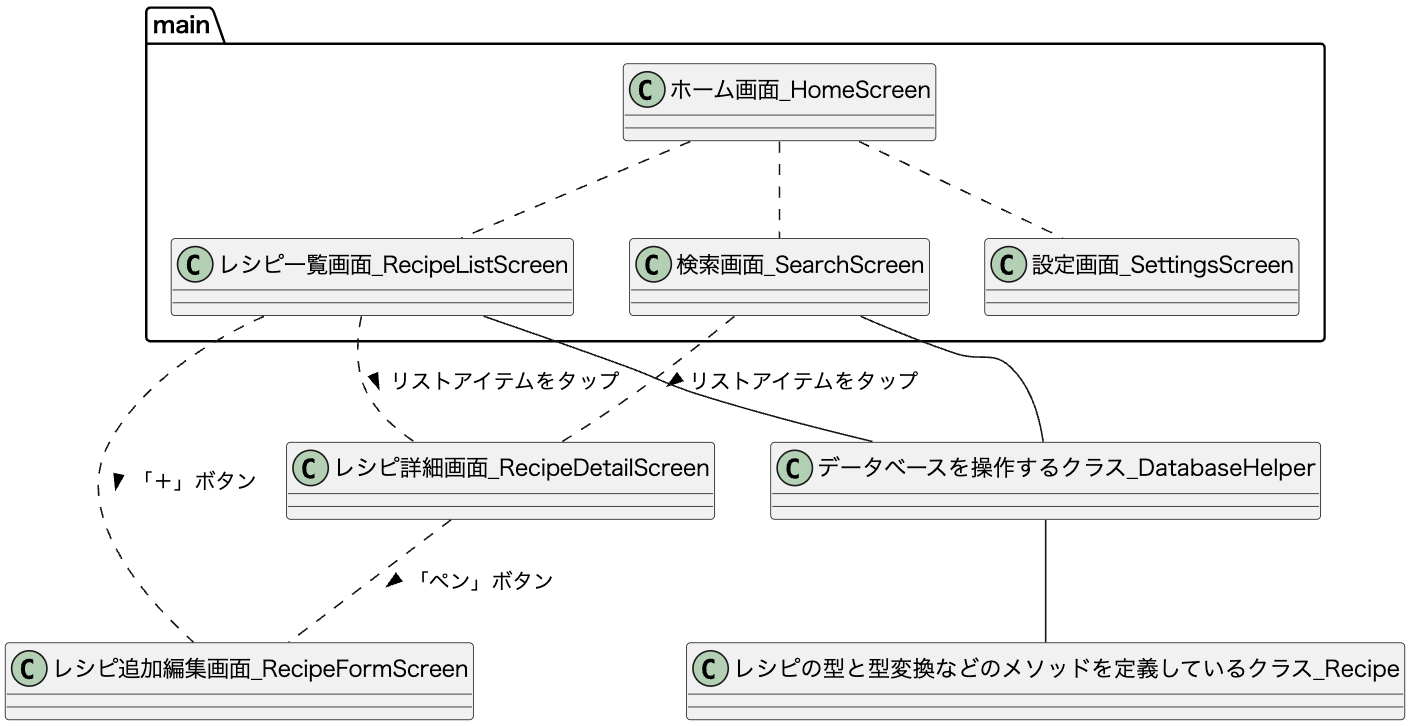 main
C ホーム画面_HomeScreen
C レシピ一覧画面_RecipeListScreen
C 検索画面_SearchScreen
C 設定画面_SettingsScreen
リストアイテムをタップ
リストアイテムをタップ
C レシピ詳細画面_RecipeDetailScreen
C データベースを操作するクラス_DatabaseHelper
「＋」ボタン
「ペン」ボタン
C レシピ追加編集画面_RecipeFormScreen
C レシピの型と型変換などのメソッドを定義しているクラス_Recipe